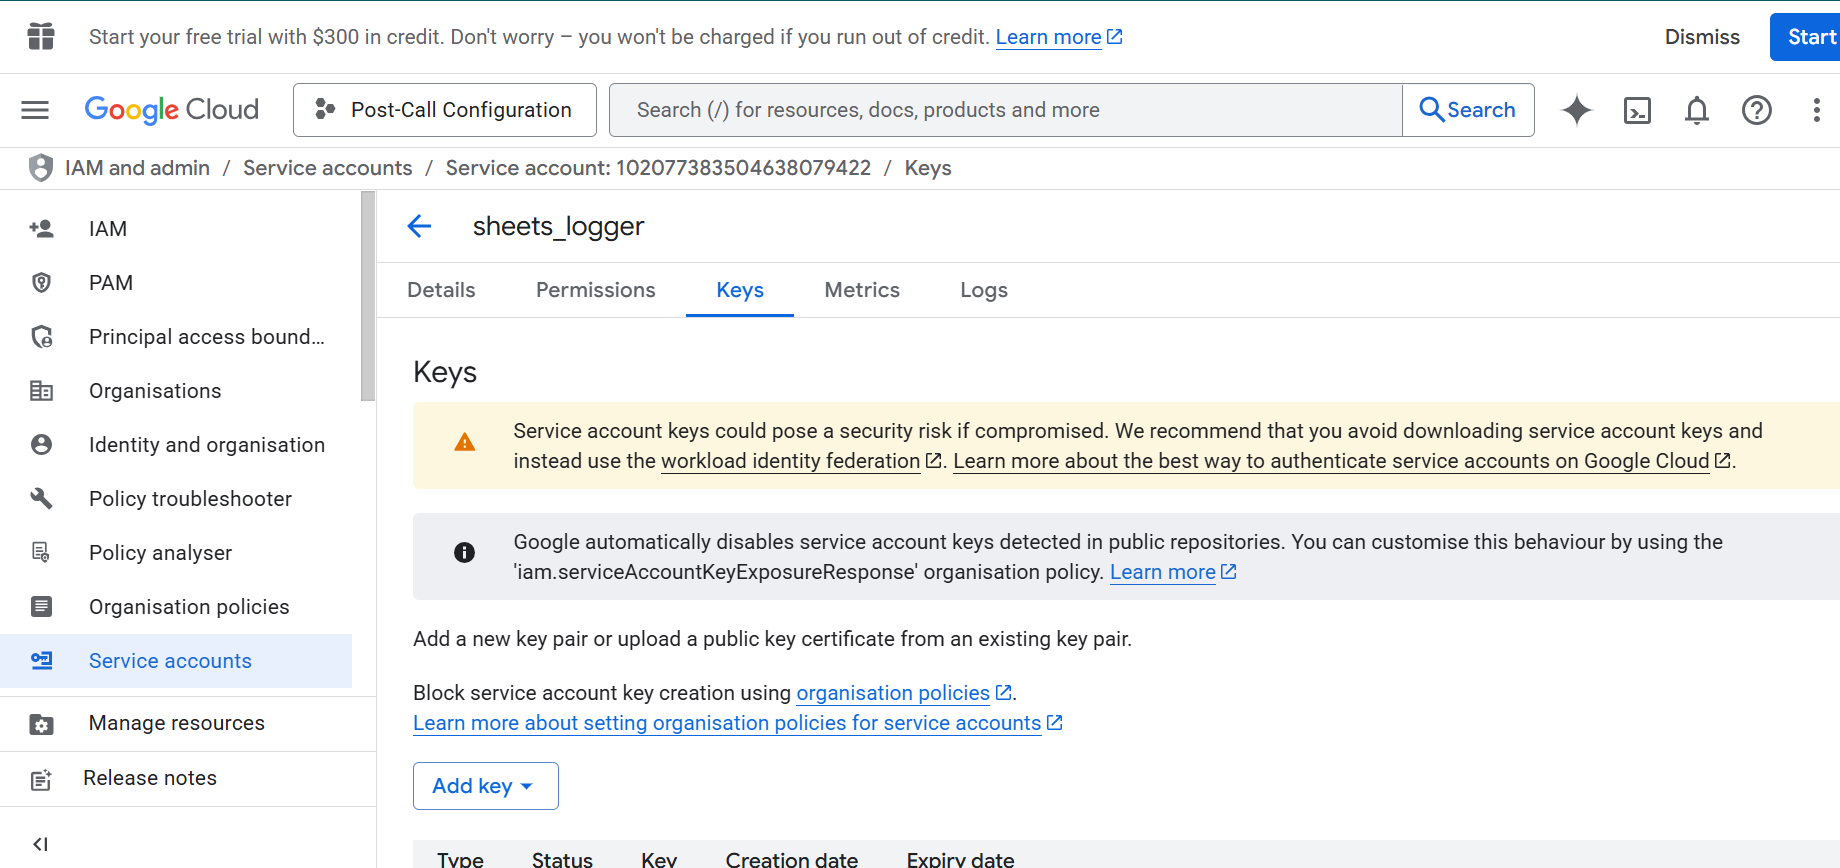 Start your free trial with $300 in credit. Don't worry – you won't be charged if you run out of credit. Learn more
Dismiss
Start
Google Cloud
Post-Call Configuration
Search (/) for resources, docs, products and more
Search
IAM and admin / Service accounts / Service account: 102077383504638079422 / Keys
IAM
PAM
Principal access bound...
Organisations
Identity and organisation
Policy troubleshooter
Policy analyser
Organisation policies
Service accounts
Manage resources
Release notes
sheets_logger
Details
Permissions
Keys
Metrics
Logs
Keys
Service account keys could pose a security risk if compromised. We recommend that you avoid downloading service account keys and
instead use the workload identity federation. Learn more about the best way to authenticate service accounts on Google Cloud.
Google automatically disables service account keys detected in public repositories. You can customise this behaviour by using the
'iam.serviceAccountKeyExposureResponse' organisation policy. Learn more
Add a new key pair or upload a public key certificate from an existing key pair.
Block service account key creation using organisation policies.
Learn more about setting organisation policies for service accounts
Add key
Type Status Key Creation date Expiry date